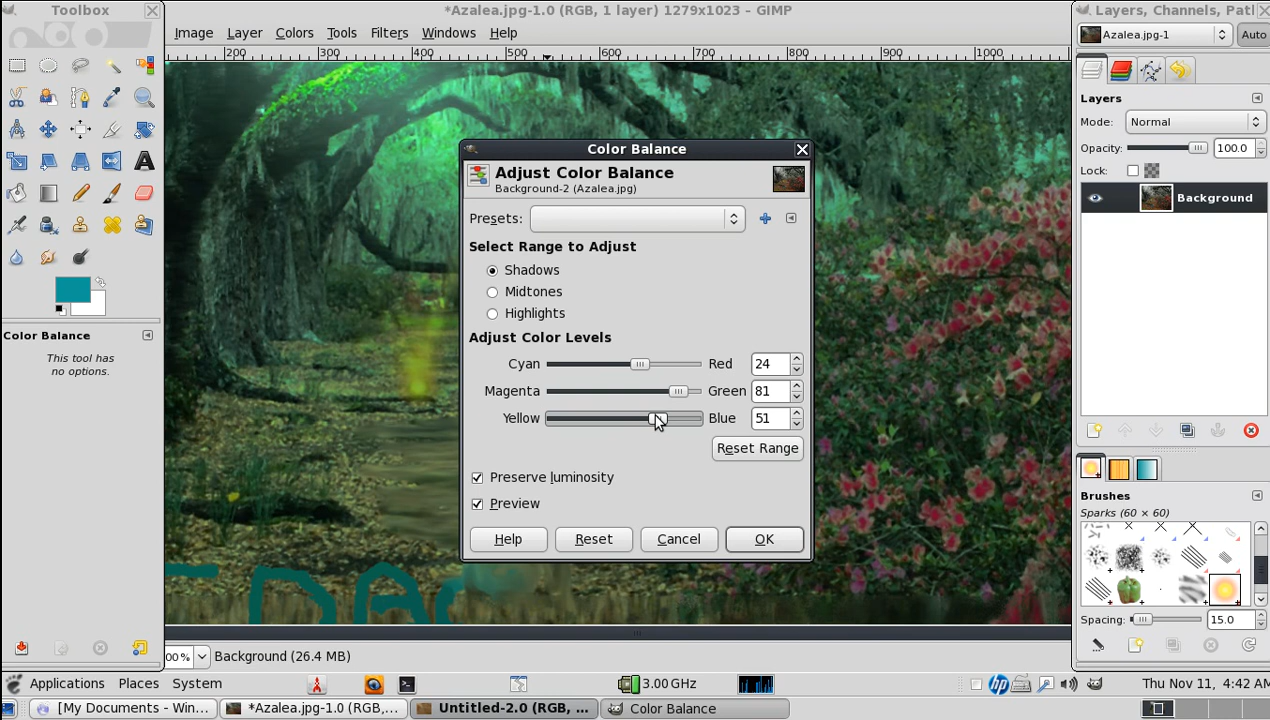 Toolbox
*Azalea.jpg-1.0 (RGB, 1 layer) 1279x1023 – GIMP
Layers, Channels, Patl
Image Layer Colors Tools Filters Windows Help
Azalea.jpg-1
Auto
200 300 400 500 600 700 800 900 1000
Layers
Mode: Normal
Opacity: 100.0
Lock:
Background
Color Balance
Adjust Color Balance
Background-2 (Azalea.jpg)
Presets:
Select Range to Adjust
Shadows
Midtones
Highlights
Adjust Color Levels
Cyan Red 24
Magenta Green 81
Yellow Blue 51
Reset Range
Preserve luminosity
Preview
Help Reset Cancel OK
Color Balance
This tool has
no options.
Brushes
Sparks (60 × 60)
Spacing: 15.0
00% Background (26.4 MB)
Applications Places System
3.00 GHz
Thu Nov 11, 4:42 AM
[My Documents - Win...
*Azalea.jpg-1.0 (RGB,...
Untitled-2.0 (RGB, ...
Color Balance